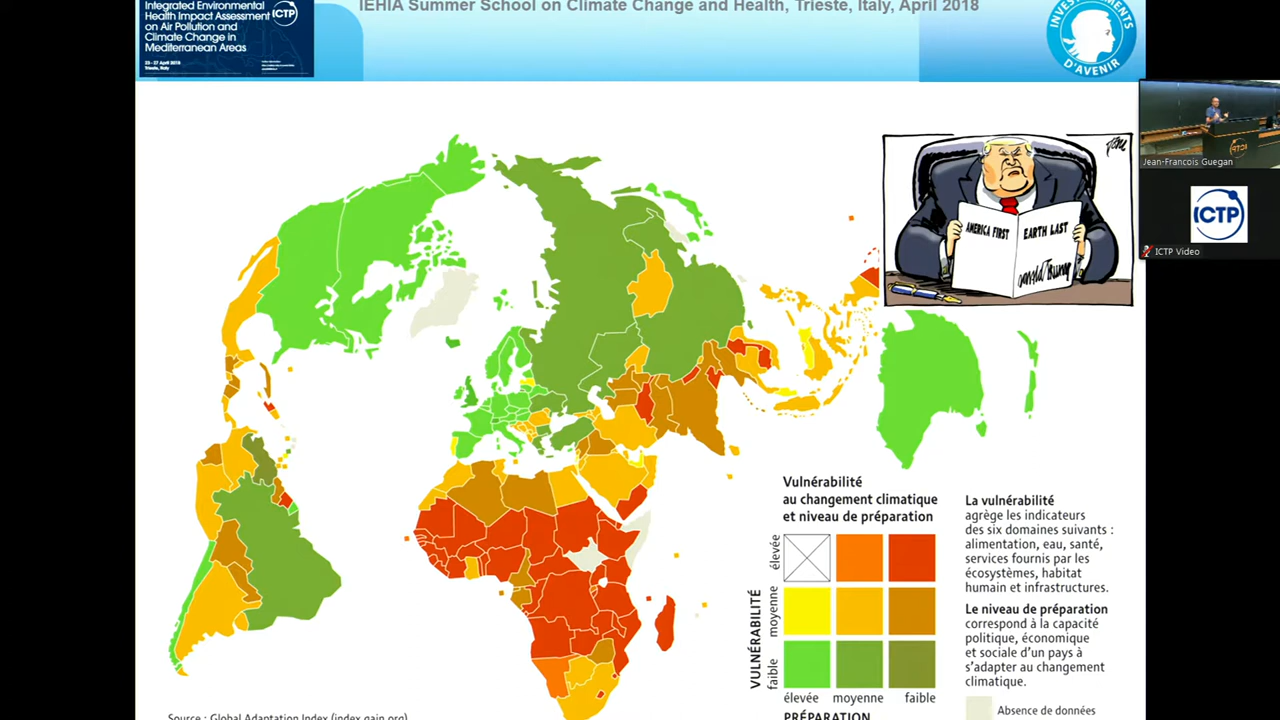 IEHIA Summer School on Climate Change and Health, Trieste, Italy, April 2018
Integrated Environmental
Health Impact Assessment
on Air Pollution and
Climate Change in
Mediterranean Areas
23 - 27 April 2018
Trieste, Italy
ICTP
INVESTISSEMENTS
D'AVENIR
AMERICA FIRST
EARTH LAST
Donald Trump
ICTP
Jean-Francois Guegan
ICTP
ICTP Video
Vulnérabilité
au changement climatique
et niveau de préparation
VULNÉRABILITÉ
élevée
moyenne
faible
élevée
moyenne
faible
PRÉPARATION
La vulnérabilité
agrège les indicateurs
des six domaines suivants :
alimentation, eau, santé,
services fournis par les
écosystèmes, habitat
humain et infrastructures.
Le niveau de préparation
correspond à la capacité
politique, économique
et sociale d'un pays à
s'adapter au changement
climatique.
Absence de données
Source : Global Adaptation Index (index.gain.org)